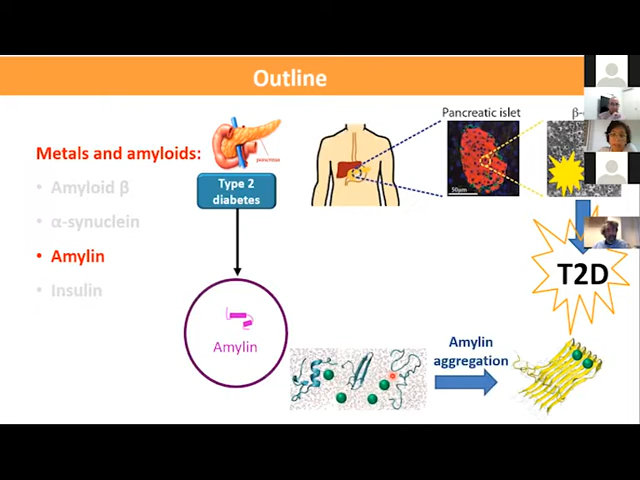 Outline
Metals and amyloids:
• Amyloid β
• α-synuclein
• Amylin
• Insulin
pancreas
Type 2
diabetes
Amylin
Pancreatic islet
50µm
T2D
Amylin
aggregation